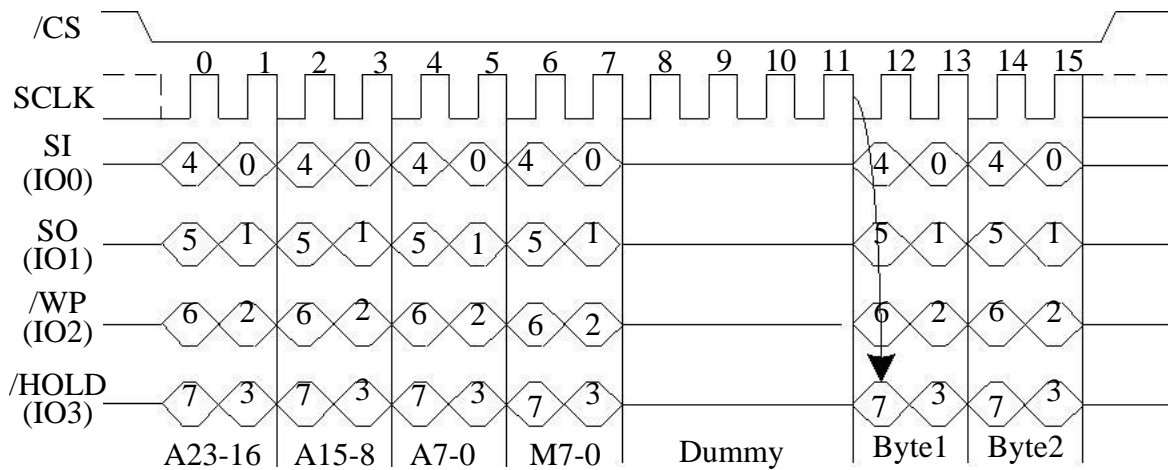 /CS
0 1 2 3 4 5 6 7 8 9 10 11 12 13 14 15
SCLK
SI
(IO0)
4 0 4 0 4 0 4 0 4 0 4 0
SO
(IO1)
5 1 5 1 5 1 5 1 5 1 5 1
/WP
(IO2)
6 2 6 2 6 2 6 2 6 2 6 2
/HOLD
(IO3)
7 3 7 3 7 3 7 3 7 3 7 3
A23-16 A15-8 A7-0 M7-0 Dummy Byte1 Byte2